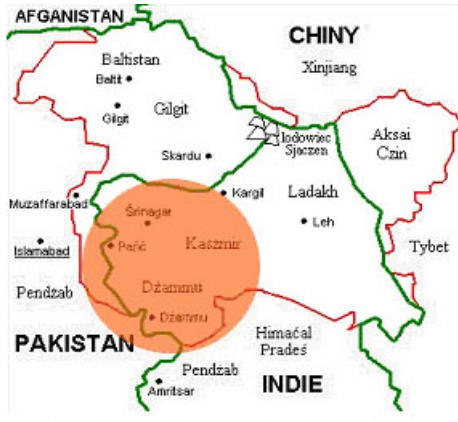 AFGANISTAN
CHINY
Xinjiang
Baltistan
Baltit
Gilgit
Gilgit
Aksai
Czin
lodowiec
Sjaczen
Skardu
Kargil
Ladakh
Muzaffarabad
Śrinagar
Leh
Islamabad
Kaszmir
Tybet
Pendżab
Dżammu
Dżammu
PAKISTAN
Himaćal
Pradeś
Pendżab
INDIE
Amritsar